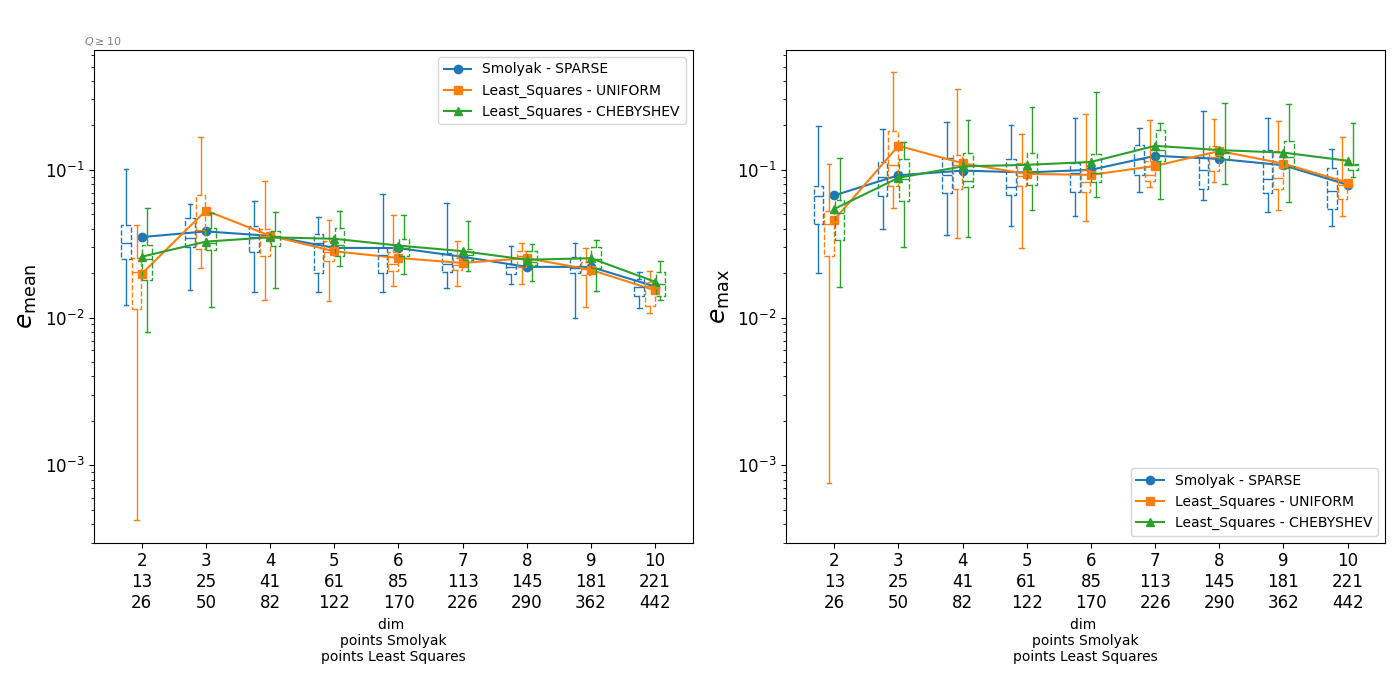 Q ≥ 10
Smolyak - SPARSE
Least_Squares - UNIFORM
Least_Squares - CHEBYSHEV
10⁻¹
10⁻²
10⁻³
e_mean
2 3 4 5 6 7 8 9 10
13 25 41 61 85 113 145 181 221
26 50 82 122 170 226 290 362 442
dim
points Smolyak
points Least Squares
10⁻¹
10⁻²
10⁻³
e_max
Smolyak - SPARSE
Least_Squares - UNIFORM
Least_Squares - CHEBYSHEV
2 3 4 5 6 7 8 9 10
13 25 41 61 85 113 145 181 221
26 50 82 122 170 226 290 362 442
dim
points Smolyak
points Least Squares